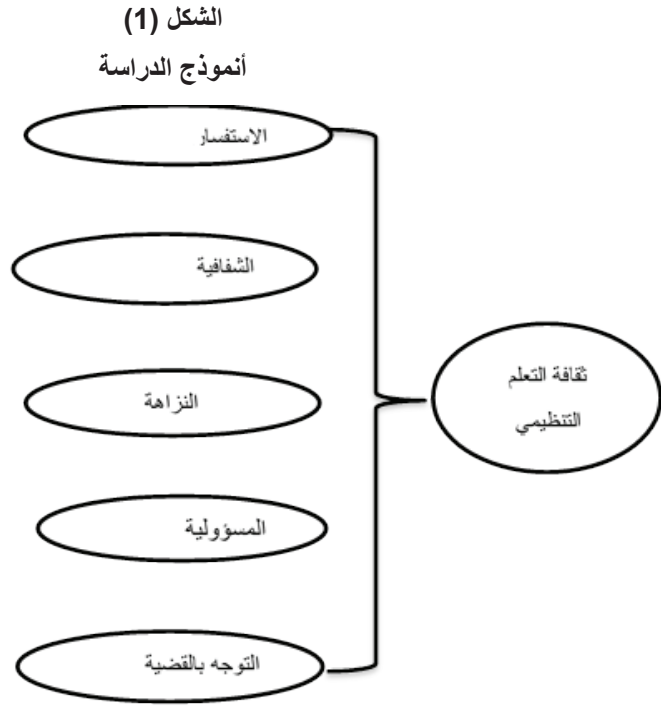 الشكل (1)
أنموذج الدراسة
الاستفسار
الشفافية
النزاهة
المسؤولية
التوجه بالقضية
ثقافة التعلم
التنظيمي